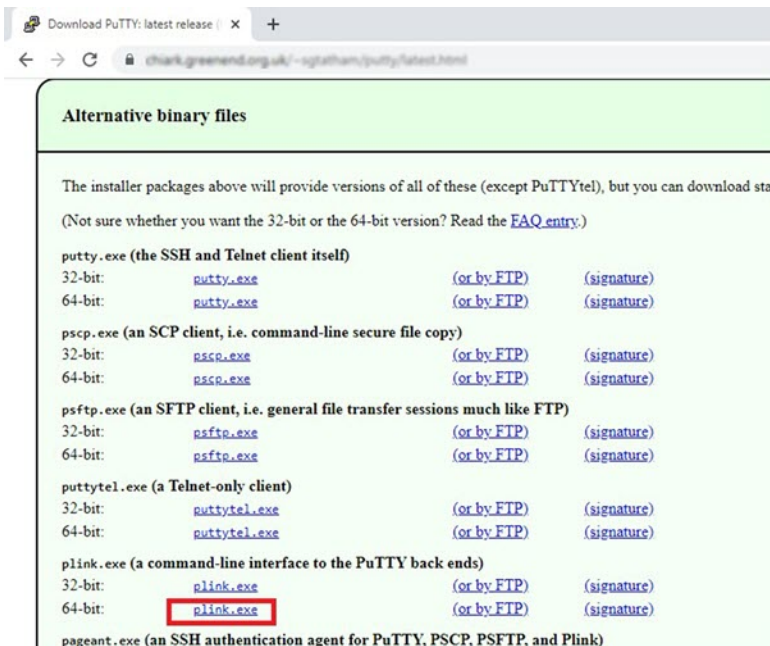 Download PuTTY: latest release (
chiark.greenend.org.uk/~sgtatham/putty/latest.html
Alternative binary files
The installer packages above will provide versions of all of these (except PuTTYtel), but you can download sta
(Not sure whether you want the 32-bit or the 64-bit version? Read the FAQ entry.)
putty.exe (the SSH and Telnet client itself)
32-bit: putty.exe (or by FTP) (signature)
64-bit: putty.exe (or by FTP) (signature)
pscp.exe (an SCP client, i.e. command-line secure file copy)
32-bit: pscp.exe (or by FTP) (signature)
64-bit: pscp.exe (or by FTP) (signature)
psftp.exe (an SFTP client, i.e. general file transfer sessions much like FTP)
32-bit: psftp.exe (or by FTP) (signature)
64-bit: psftp.exe (or by FTP) (signature)
puttytel.exe (a Telnet-only client)
32-bit: puttytel.exe (or by FTP) (signature)
64-bit: puttytel.exe (or by FTP) (signature)
plink.exe (a command-line interface to the PuTTY back ends)
32-bit: plink.exe (or by FTP) (signature)
64-bit: plink.exe (or by FTP) (signature)
pageant.exe (an SSH authentication agent for PuTTY, PSCP, PSFTP, and Plink)